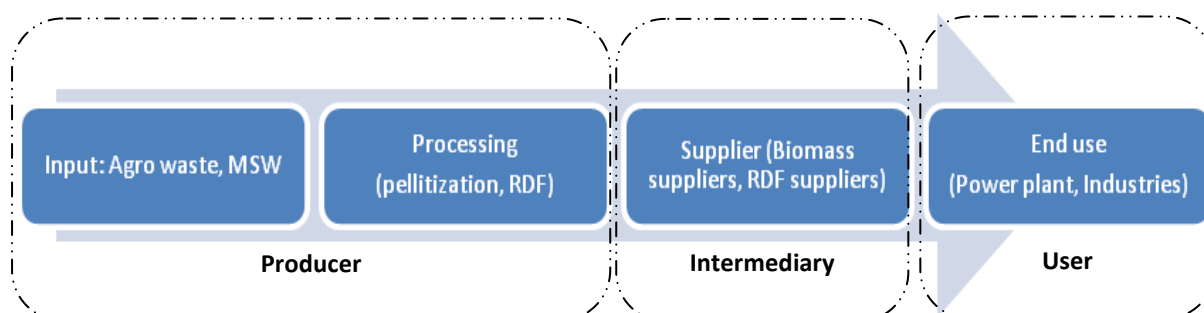 Input: Agro waste, MSW
Processing
(pellitization, RDF)
Supplier (Biomass
suppliers, RDF suppliers)
End use
(Power plant, Industries)
Producer
Intermediary
User